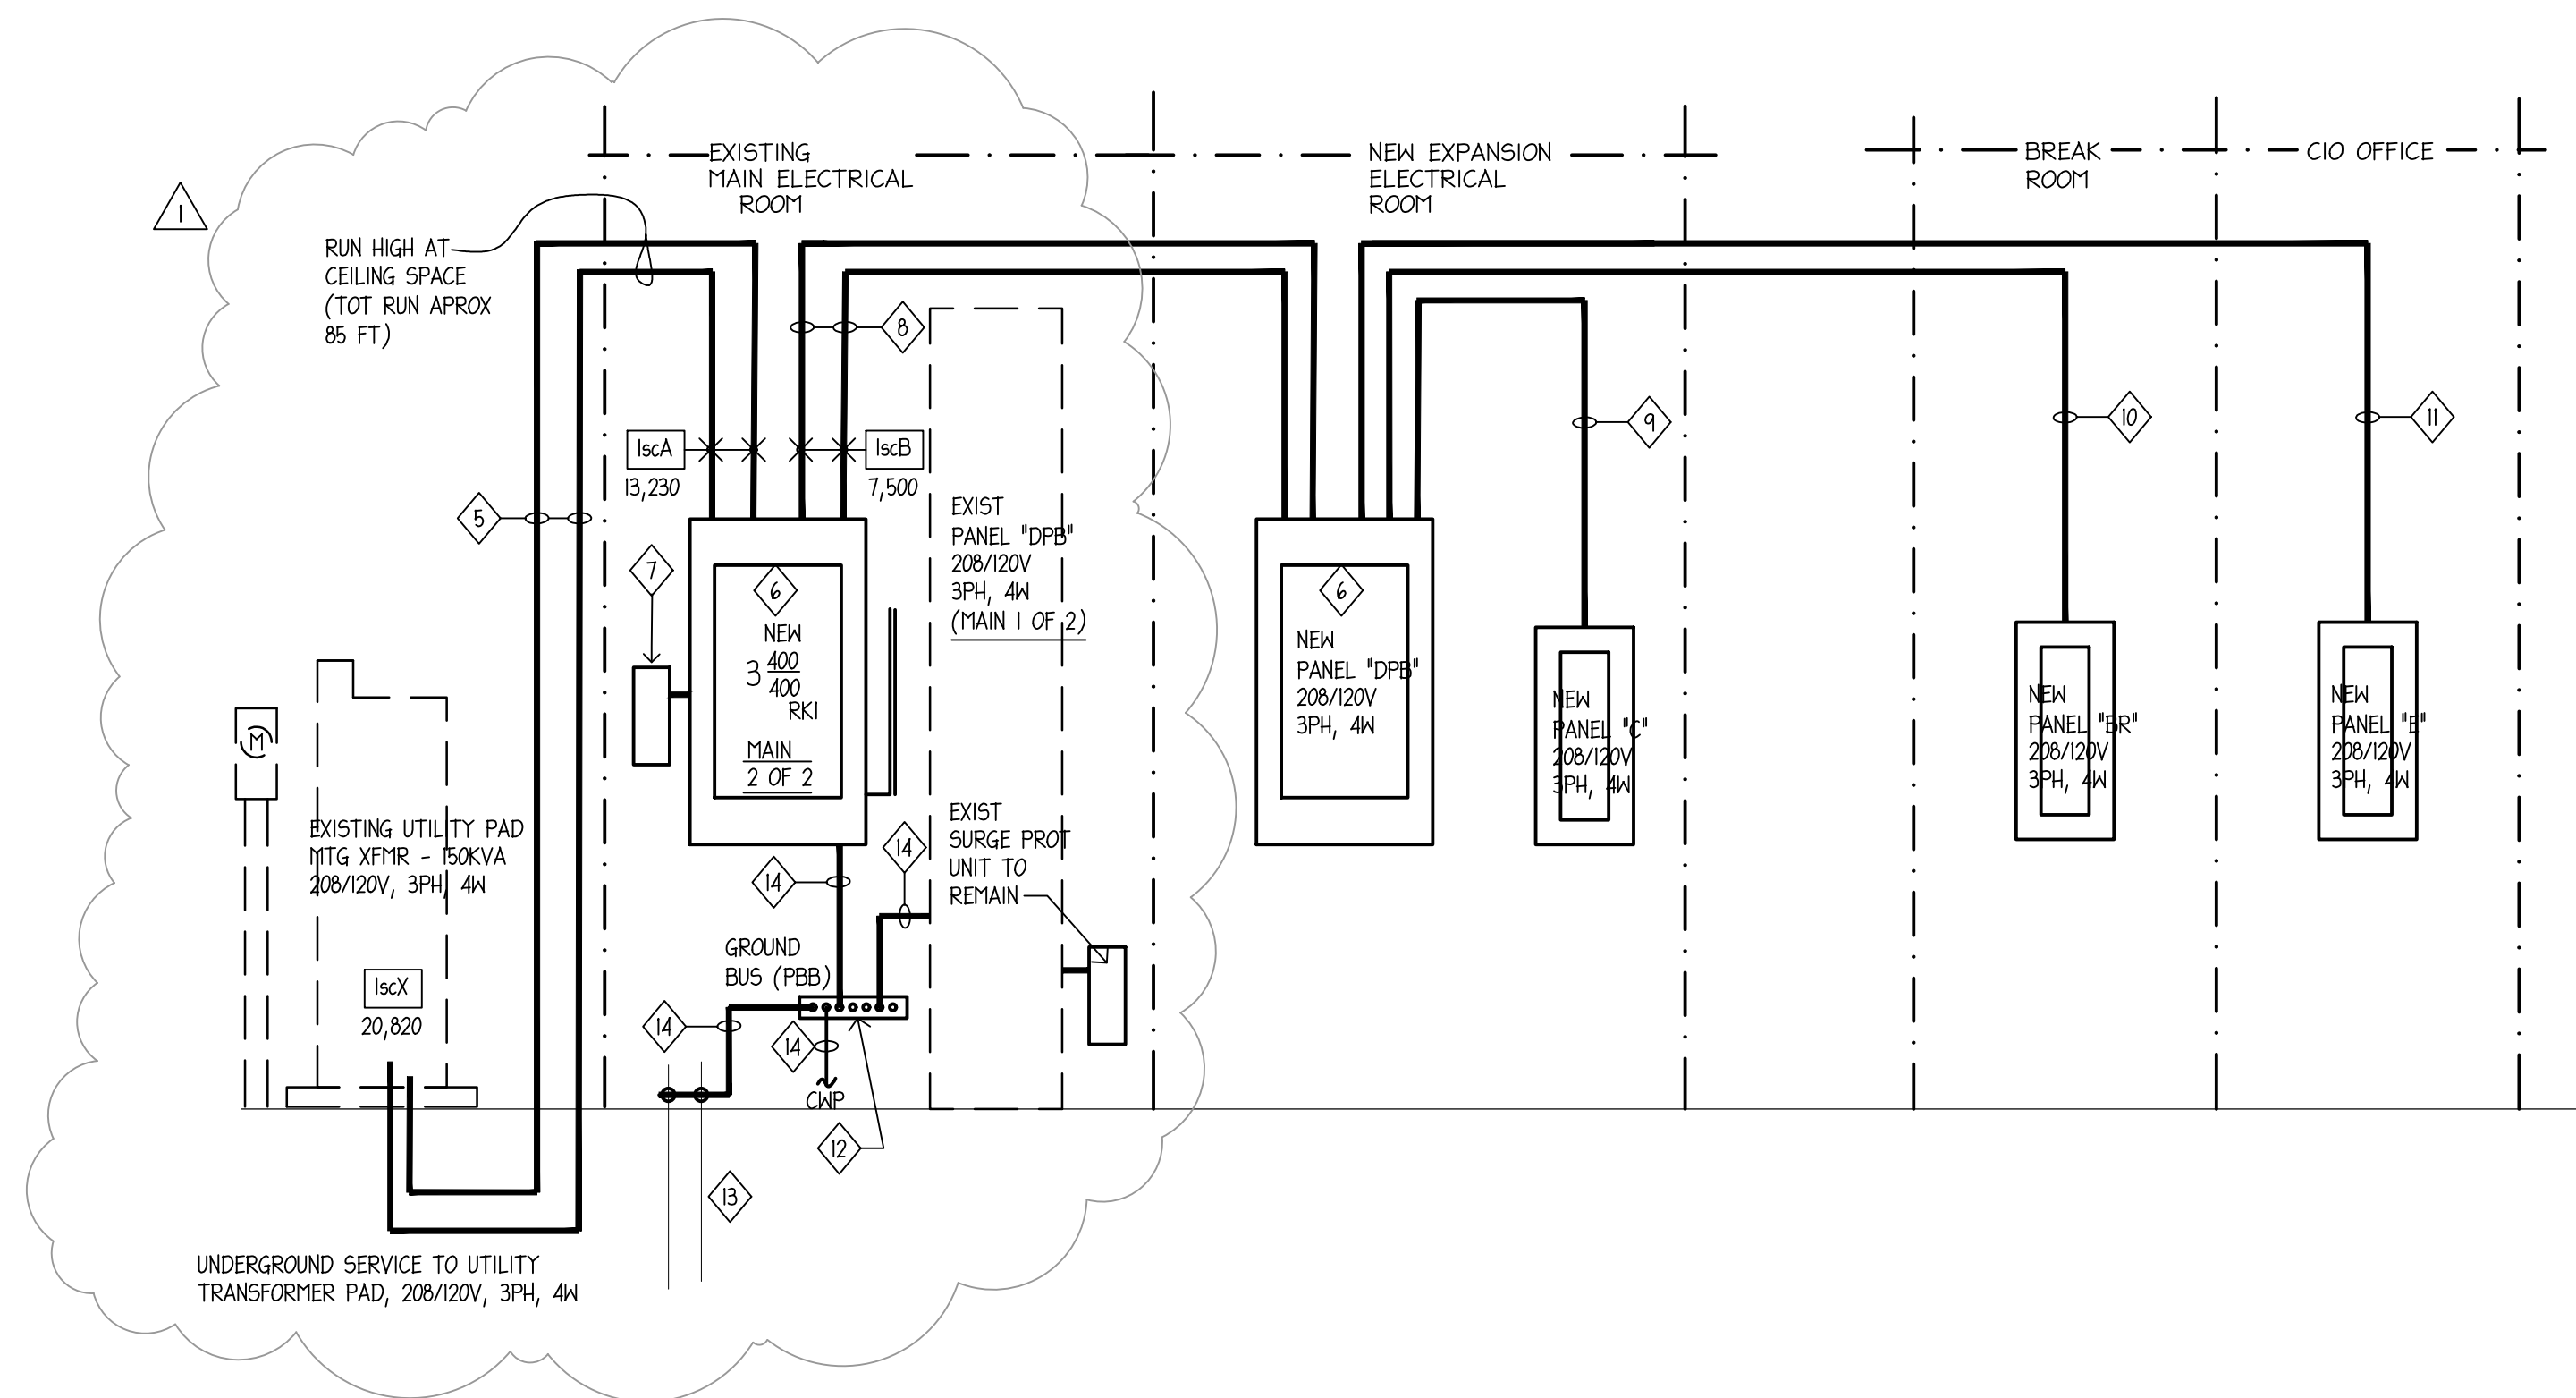 EXISTING
MAIN ELECTRICAL
ROOM
NEW EXPANSION
ELECTRICAL
ROOM
BREAK
ROOM
CIO OFFICE
1
RUN HIGH AT
CEILING SPACE
(TOT RUN APROX
85 FT)
8
9
10
11
IscA
13,230
IscB
7,500
5
7
EXIST
PANEL "DPB"
208/120V
3PH, 4W
(MAIN 1 OF 2)
6
NEW
3 400
400
RK1
MAIN
2 OF 2
6
NEW
PANEL "DPB"
208/120V
3PH, 4W
NEW
PANEL "C"
208/120V
3PH, 4W
NEW
PANEL "BR"
208/120V
3PH, 4W
NEW
PANEL "E"
208/120V
3PH, 4W
M
EXISTING UTILITY PAD
MTG XFMR - 150KVA
208/120V, 3PH, 4W
IscX
20,820
EXIST
SURGE PROT
UNIT TO
REMAIN
14
14
GROUND
BUS (PBB)
14
14
CWP
12
13
UNDERGROUND SERVICE TO UTILITY
TRANSFORMER PAD, 208/120V, 3PH, 4W